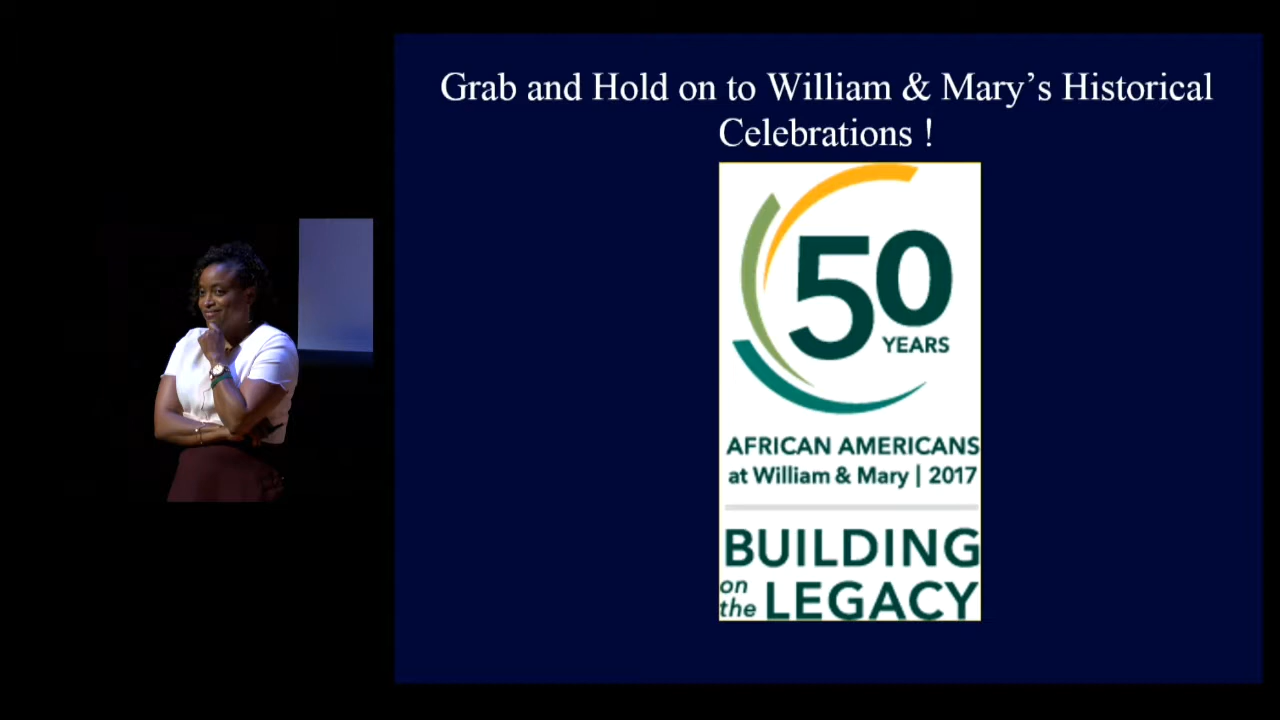 Grab and Hold on to William & Mary’s Historical
Celebrations !
50
YEARS
AFRICAN AMERICANS
at William & Mary | 2017
BUILDING
on
the LEGACY